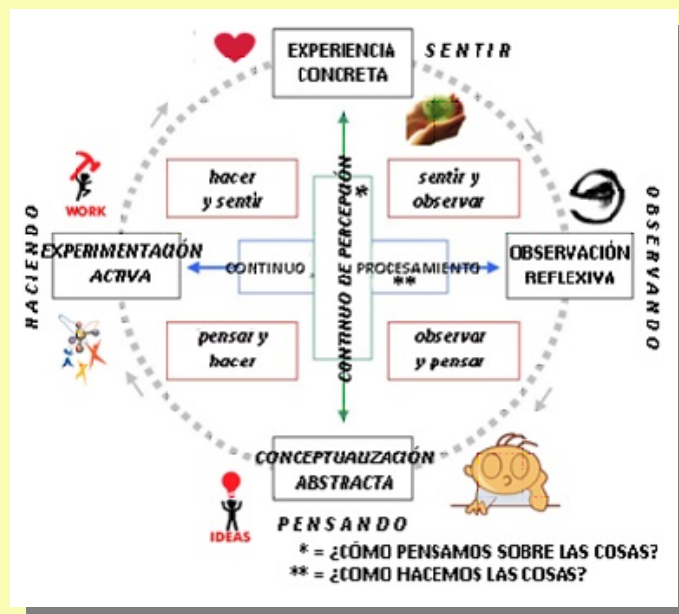 EXPERIENCIA
CONCRETA
SENTIR
hacer
y sentir
sentir y
observar
WORK
HACIENDO
OBSERVANDO
EXPERIMENTACIÓN
ACTIVA
CONTINUO
PROCESAMIENTO
**
CONTINUO DE PERCEPCIÓN *
OBSERVACIÓN
REFLEXIVA
pensar y
hacer
observar
y pensar
CONCEPTUALIZACIÓN
ABSTRACTA
IDEAS
PENSANDO
* = ¿CÓMO PENSAMOS SOBRE LAS COSAS?
** = ¿COMO HACEMOS LAS COSAS?